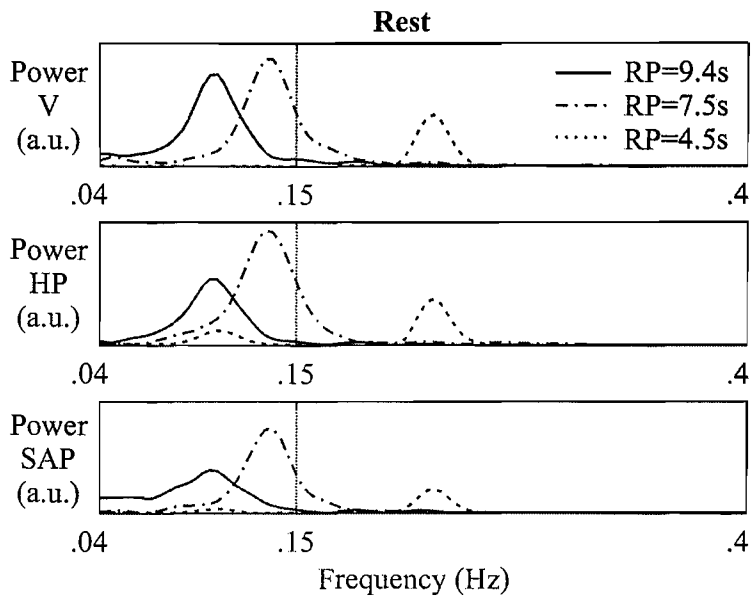 Rest
Power
V
(a.u.)
RP=9.4s
RP=7.5s
RP=4.5s
.04
.15
.4
Power
HP
(a.u.)
.04
.15
.4
Power
SAP
(a.u.)
.04
.15
.4
Frequency (Hz)